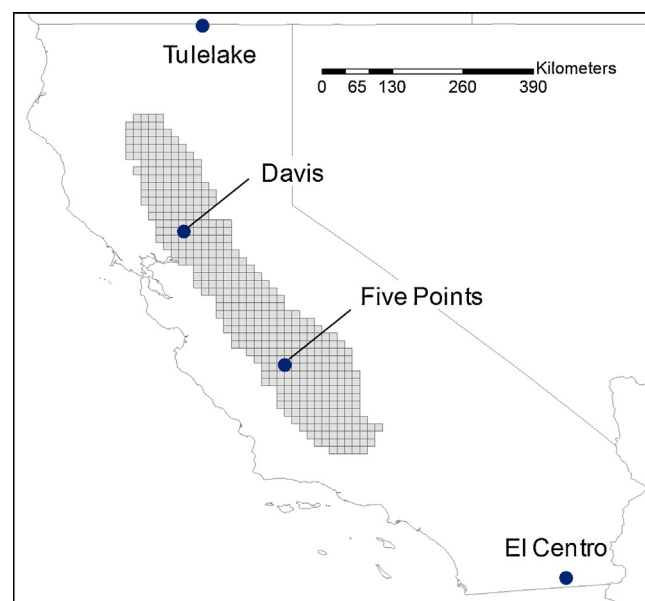 Tulelake
Kilometers
0 65 130 260 390
Davis
Five Points
El Centro